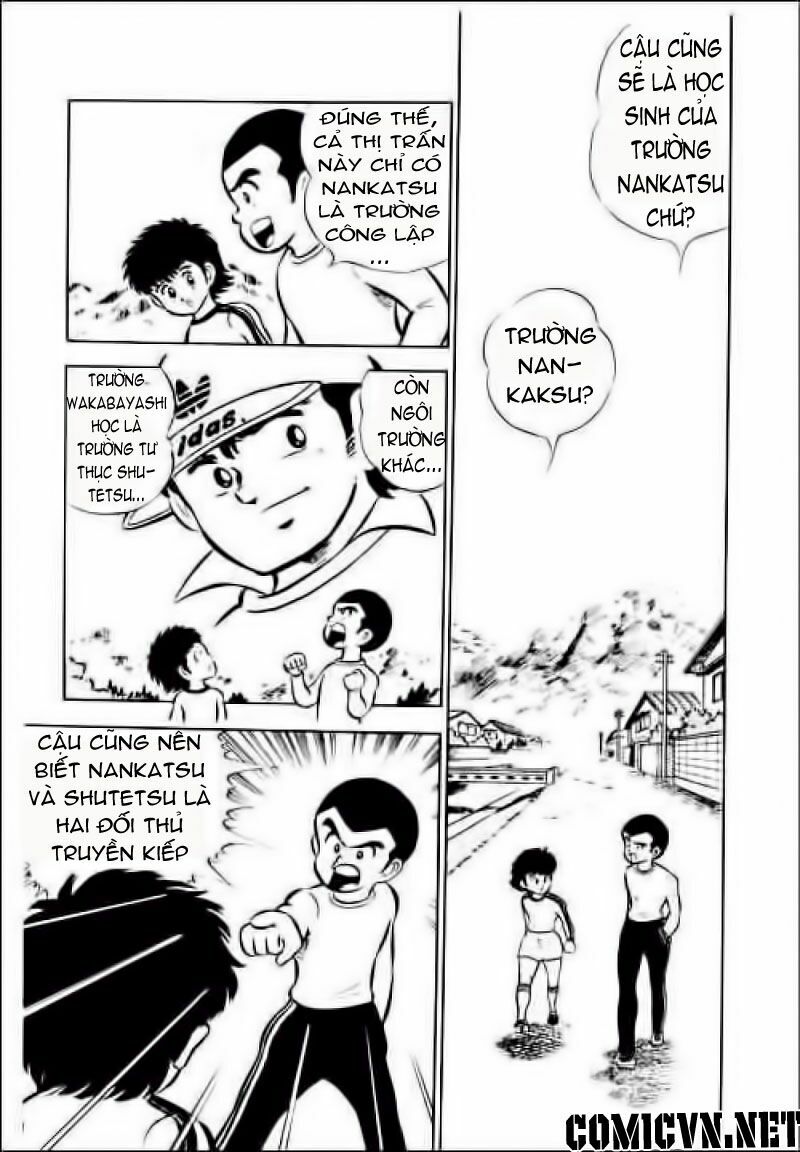 CẬU CŨNG
SẼ LÀ HỌC
SINH CỦA
TRƯỜNG
NANKATSU
CHỨ?
TRƯỜNG
NAN-
KAKSU?
ĐÚNG THẾ,
CẢ THỊ TRẤN
NÀY CHỈ CÓ
NANKATSU
LÀ TRƯỜNG
CÔNG LẬP
...
CÒN
NGÔI
TRƯỜNG
KHÁC...
TRƯỜNG
WAKABAYASHI
HỌC LÀ
TRƯỜNG TƯ
THỤC SHU-
TETSU...
idas.
CẬU CŨNG NÊN
BIẾT NANKATSU
VÀ SHUTETSU LÀ
HAI ĐỐI THỦ
TRUYỀN KIẾP
COMICVN.NET